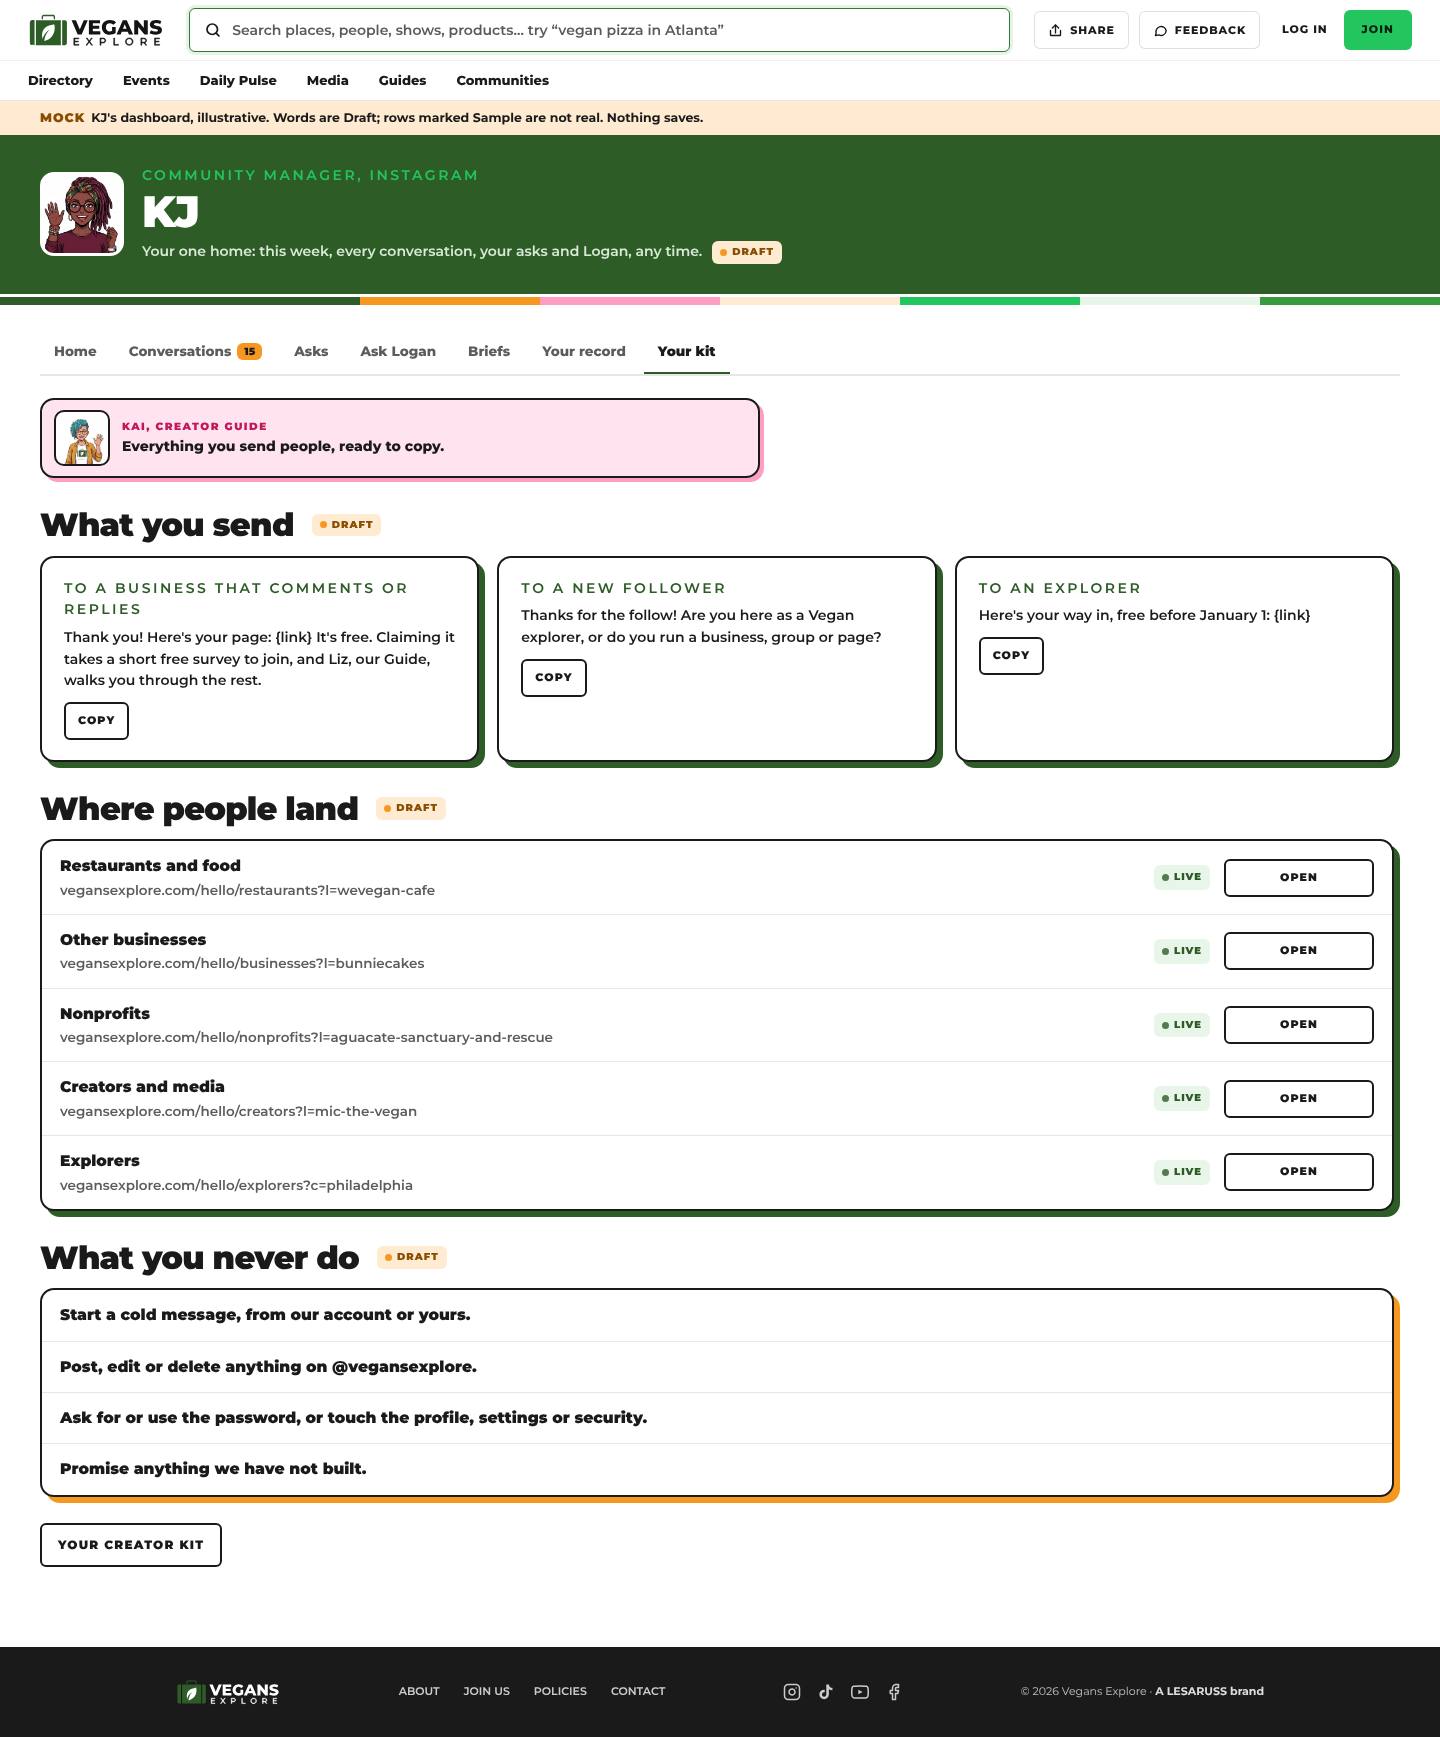 VEGANS
EXPLORE
Search places, people, shows, products... try “vegan pizza in Atlanta”
SHARE
FEEDBACK
LOG IN
JOIN
Directory
Events
Daily Pulse
Media
Guides
Communities
MOCK KJ's dashboard, illustrative. Words are Draft; rows marked Sample are not real. Nothing saves.
COMMUNITY MANAGER, INSTAGRAM
KJ
Your one home: this week, every conversation, your asks and Logan, any time.
DRAFT
Home
Conversations 15
Asks
Ask Logan
Briefs
Your record
Your kit
KAI, CREATOR GUIDE
Everything you send people, ready to copy.
What you send
DRAFT
TO A BUSINESS THAT COMMENTS OR
REPLIES
Thank you! Here's your page: {link} It's free. Claiming it
takes a short free survey to join, and Liz, our Guide,
walks you through the rest.
COPY
TO A NEW FOLLOWER
Thanks for the follow! Are you here as a Vegan
explorer, or do you run a business, group or page?
COPY
TO AN EXPLORER
Here's your way in, free before January 1: {link}
COPY
Where people land
DRAFT
Restaurants and food
vegansexplore.com/hello/restaurants?l=wevegan-cafe
LIVE
OPEN
Other businesses
vegansexplore.com/hello/businesses?l=bunniecakes
LIVE
OPEN
Nonprofits
vegansexplore.com/hello/nonprofits?l=aguacate-sanctuary-and-rescue
LIVE
OPEN
Creators and media
vegansexplore.com/hello/creators?l=mic-the-vegan
LIVE
OPEN
Explorers
vegansexplore.com/hello/explorers?c=philadelphia
LIVE
OPEN
What you never do
DRAFT
Start a cold message, from our account or yours.
Post, edit or delete anything on @vegansexplore.
Ask for or use the password, or touch the profile, settings or security.
Promise anything we have not built.
YOUR CREATOR KIT
VEGANS
EXPLORE
ABOUT
JOIN US
POLICIES
CONTACT
© 2026 Vegans Explore · A LESARUSS brand